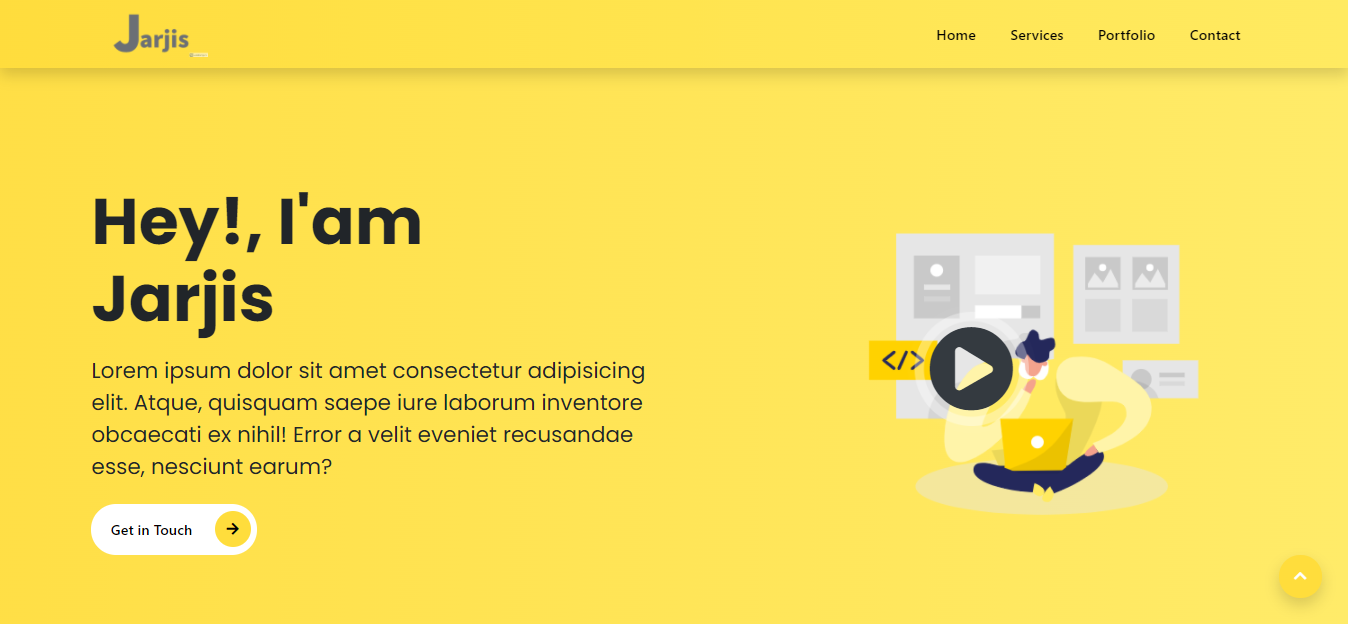 Jarjis
Home Services Portfolio Contact
Hey!, I'am
Jarjis
Lorem ipsum dolor sit amet consectetur adipisicing
elit. Atque, quisquam saepe iure laborum inventore
obcaecati ex nihil! Error a velit eveniet recusandae
esse, nesciunt earum?
</>
Get in Touch